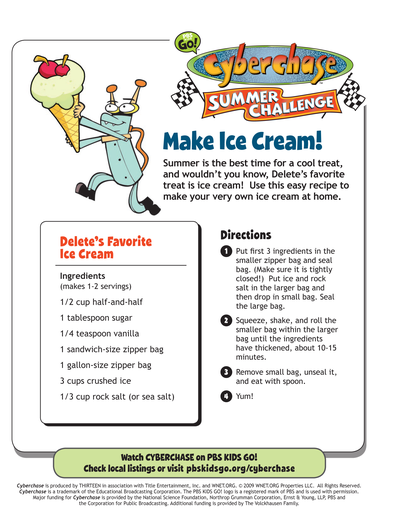 PBS
GO!
Cyberchase
SUMMER
CHALLENGE
Make Ice Cream!
Summer is the best time for a cool treat,
and wouldn't you know, Delete's favorite
treat is ice cream!  Use this easy recipe to
make your very own ice cream at home.
Delete's Favorite
Ice Cream
Ingredients
(makes 1-2 servings)
1/2 cup half-and-half
1 tablespoon sugar
1/4 teaspoon vanilla
1 sandwich-size zipper bag
1 gallon-size zipper bag
3 cups crushed ice
1/3 cup rock salt (or sea salt)
Directions
1 Put first 3 ingredients in the
smaller zipper bag and seal
bag. (Make sure it is tightly
closed!)  Put ice and rock
salt in the larger bag and
then drop in small bag. Seal
the large bag.
2 Squeeze, shake, and roll the
smaller bag within the larger
bag until the ingredients
have thickened, about 10-15
minutes.
3 Remove small bag, unseal it,
and eat with spoon.
4 Yum!
Watch CYBERCHASE on PBS KIDS GO!
Check local listings or visit pbskidsgo.org/cyberchase
Cyberchase is produced by THIRTEEN in association with Title Entertainment, Inc. and WNET.ORG. © 2009 WNET.ORG Properties LLC.  All Rights Reserved.
Cyberchase is a trademark of the Educational Broadcasting Corporation. The PBS KIDS GO! logo is a registered mark of PBS and is used with permission.
Major funding for Cyberchase is provided by the National Science Foundation, Northrop Grumman Corporation, Ernst & Young, LLP, PBS and
the Corporation for Public Broadcasting. Additional funding is provided by The Volckhausen Family.